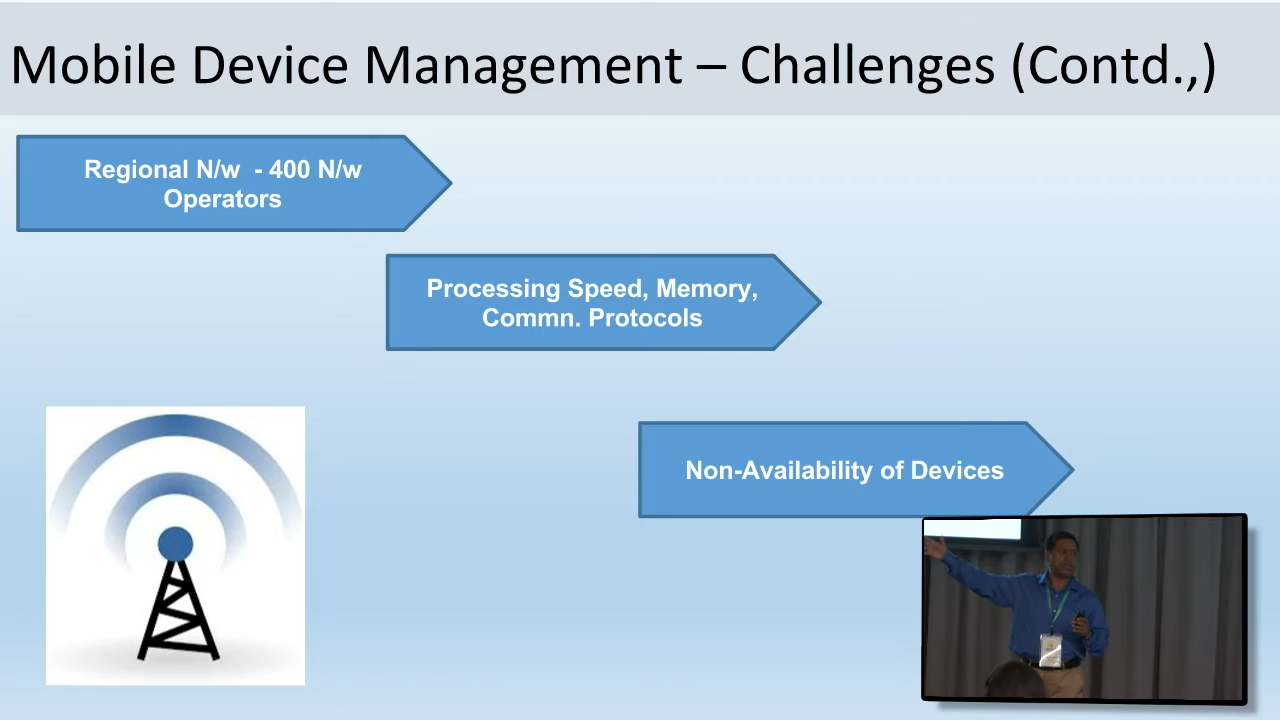 Mobile Device Management – Challenges (Contd.,)
Regional N/w  - 400 N/w
Operators
Processing Speed, Memory,
Commn. Protocols
Non-Availability of Devices